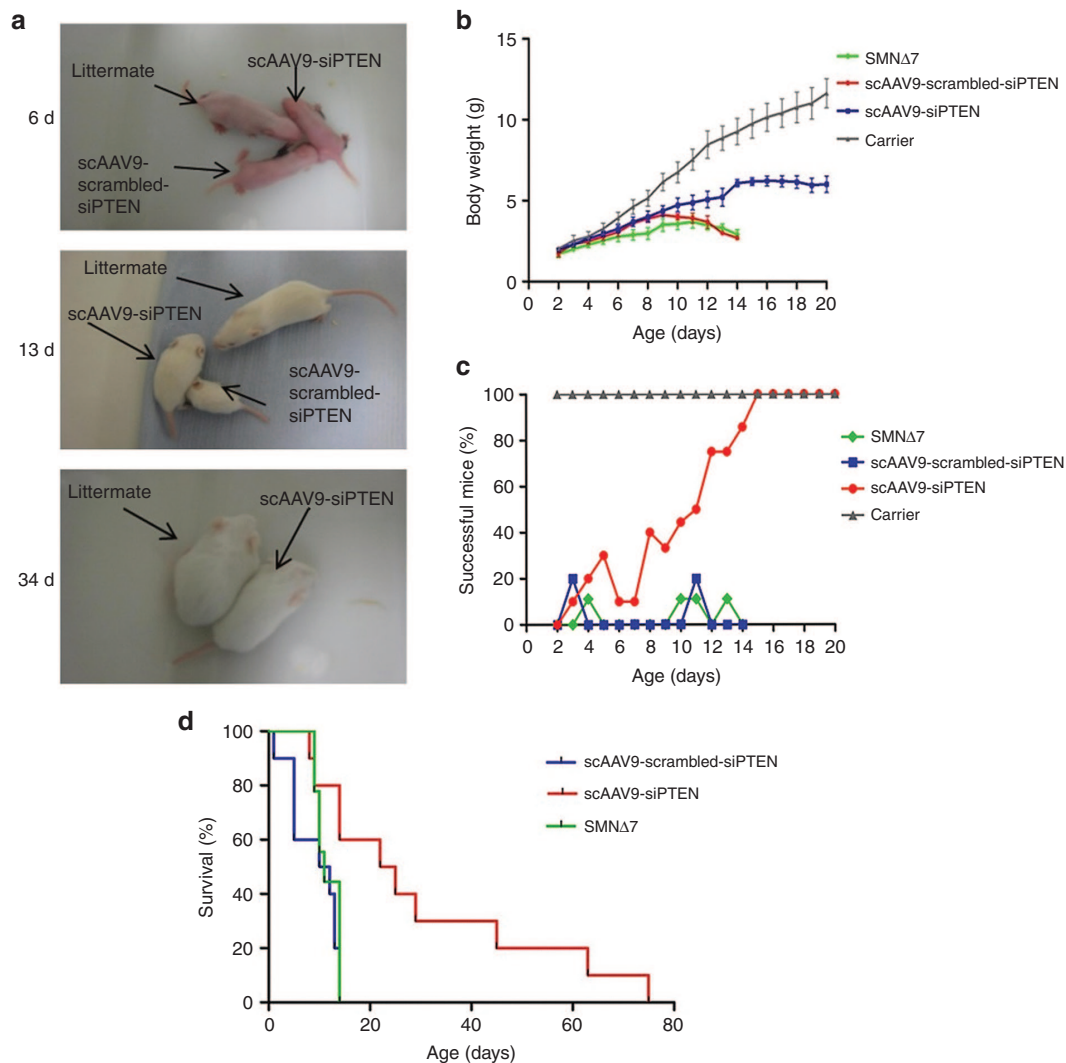 a
6 d
Littermate
scAAV9-siPTEN
scAAV9-
scrambled-
siPTEN
13 d
Littermate
scAAV9-siPTEN
scAAV9-
scrambled-
siPTEN
34 d
Littermate
scAAV9-siPTEN
b
Body weight (g)
15
10
5
0
0 2 4 6 8 10 12 14 16 18 20
Age (days)
SMNΔ7
scAAV9-scrambled-siPTEN
scAAV9-siPTEN
Carrier
c
Successful mice (%)
100
80
60
40
20
0
0 2 4 6 8 10 12 14 16 18 20
Age (days)
SMNΔ7
scAAV9-scrambled-siPTEN
scAAV9-siPTEN
Carrier
d
Survival (%)
100
80
60
40
20
0
0 20 40 60 80
Age (days)
scAAV9-scrambled-siPTEN
scAAV9-siPTEN
SMNΔ7